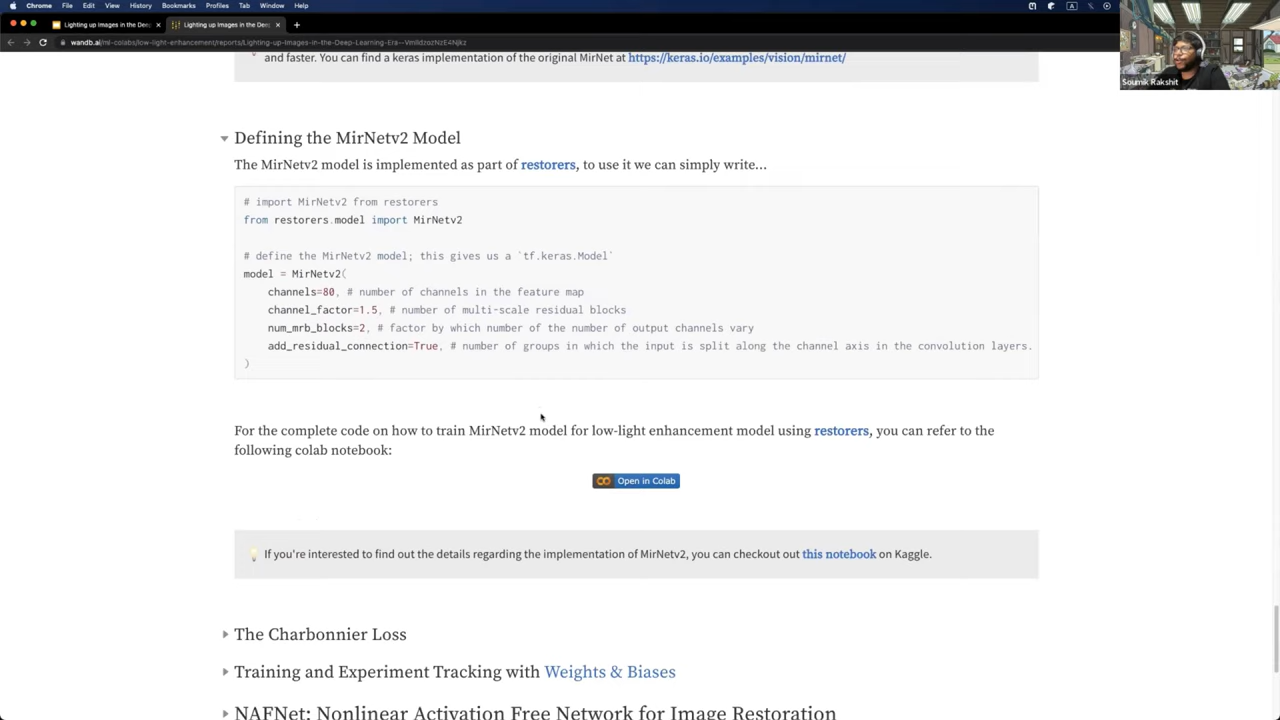 Chrome File Edit View History Bookmarks Profiles Tab Window Help
Lighting up Images in the Deep
Lighting up Images in the Deep
wandb.ai/ml-colabs/low-light-enhancement/reports/Lighting-up-Images-in-the-Deep-Learning-Era--
Soumik Rakshit
and faster. You can find a keras implementation of the original MirNet at https://keras.io/examples/vision/mirnet/
Defining the MirNetv2 Model
The MirNetv2 model is implemented as part of restorers, to use it we can simply write...
# import MirNetv2 from restorers
from restorers.model import MirNetv2
# define the MirNetv2 model; this gives us a `tf.keras.Model`
model = MirNetv2(
channels=80, # number of channels in the feature map
channel_factor=1.5, # number of multi-scale residual blocks
num_mrb_blocks=2, # factor by which number of the number of output channels vary
add_residual_connection=True, # number of groups in which the input is split along the channel axis in the convolution layers.
)
For the complete code on how to train MirNetv2 model for low-light enhancement model using restorers, you can refer to the
following colab notebook:
Open in Colab
If you're interested to find out the details regarding the implementation of MirNetv2, you can checkout out this notebook on Kaggle.
The Charbonnier Loss
Training and Experiment Tracking with Weights & Biases
NAFNet: Nonlinear Activation Free Network for Image Restoration